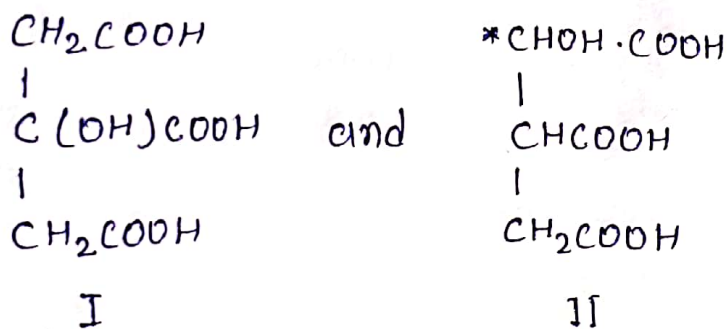 CH₂COOH *CHOH·COOH
| |
C(OH)COOH and CHCOOH
| |
CH₂COOH CH₂COOH
I II